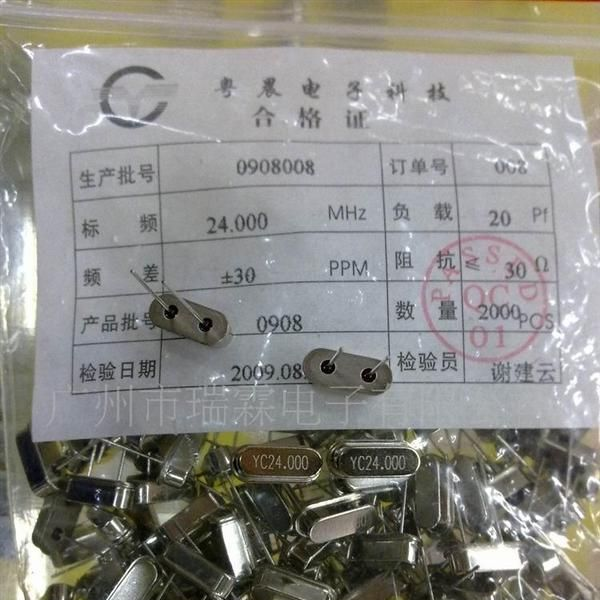 粤晨电子科技
合格证
生产批号 0908008 订单号 008
标 频 24.000 MHz 负 载 20 Pf
频 差 ±30 PPM 阻 抗 ≤ 30 Ω
产品批号 0908 数 量 2000 PCS
检验日期 2009.08 检验员 谢建云
PASSED
QC
01
广州市瑞霖电子有限
YC24.000 YC24.000